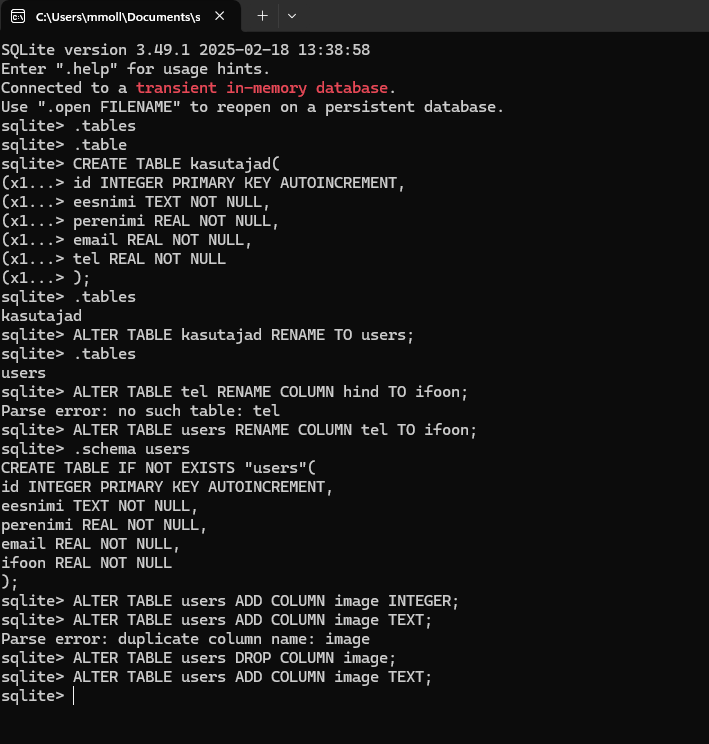 C:\Users\mmoll\Documents\s
SQLite version 3.49.1 2025-02-18 13:38:58
Enter ".help" for usage hints.
Connected to a transient in-memory database.
Use ".open FILENAME" to reopen on a persistent database.
sqlite> .tables
sqlite> .table
sqlite> CREATE TABLE kasutajad(
(x1...> id INTEGER PRIMARY KEY AUTOINCREMENT,
(x1...> eesnimi TEXT NOT NULL,
(x1...> perenimi REAL NOT NULL,
(x1...> email REAL NOT NULL,
(x1...> tel REAL NOT NULL
(x1...> );
sqlite> .tables
kasutajad
sqlite> ALTER TABLE kasutajad RENAME TO users;
sqlite> .tables
users
sqlite> ALTER TABLE tel RENAME COLUMN hind TO ifoon;
Parse error: no such table: tel
sqlite> ALTER TABLE users RENAME COLUMN tel TO ifoon;
sqlite> .schema users
CREATE TABLE IF NOT EXISTS "users"(
id INTEGER PRIMARY KEY AUTOINCREMENT,
eesnimi TEXT NOT NULL,
perenimi REAL NOT NULL,
email REAL NOT NULL,
ifoon REAL NOT NULL
);
sqlite> ALTER TABLE users ADD COLUMN image INTEGER;
sqlite> ALTER TABLE users ADD COLUMN image TEXT;
Parse error: duplicate column name: image
sqlite> ALTER TABLE users DROP COLUMN image;
sqlite> ALTER TABLE users ADD COLUMN image TEXT;
sqlite>